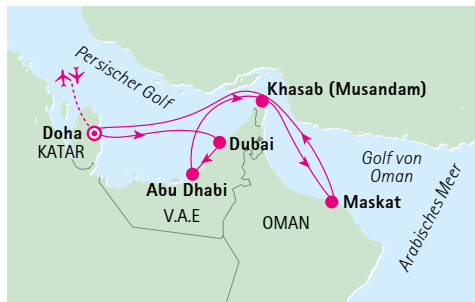 Persischer Golf
Khasab (Musandam)
Doha
KATAR
Dubai
Golf von
Oman
Abu Dhabi
V.A.E
OMAN
Maskat
Arabisches Meer